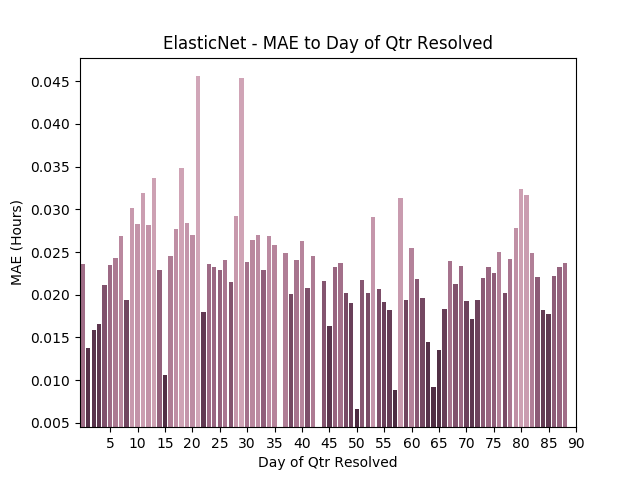 ElasticNet - MAE to Day of Qtr Resolved
MAE (Hours)
0.045
0.040
0.035
0.030
0.025
0.020
0.015
0.010
0.005
5 10 15 20 25 30 35 40 45 50 55 60 65 70 75 80 85 90
Day of Qtr Resolved